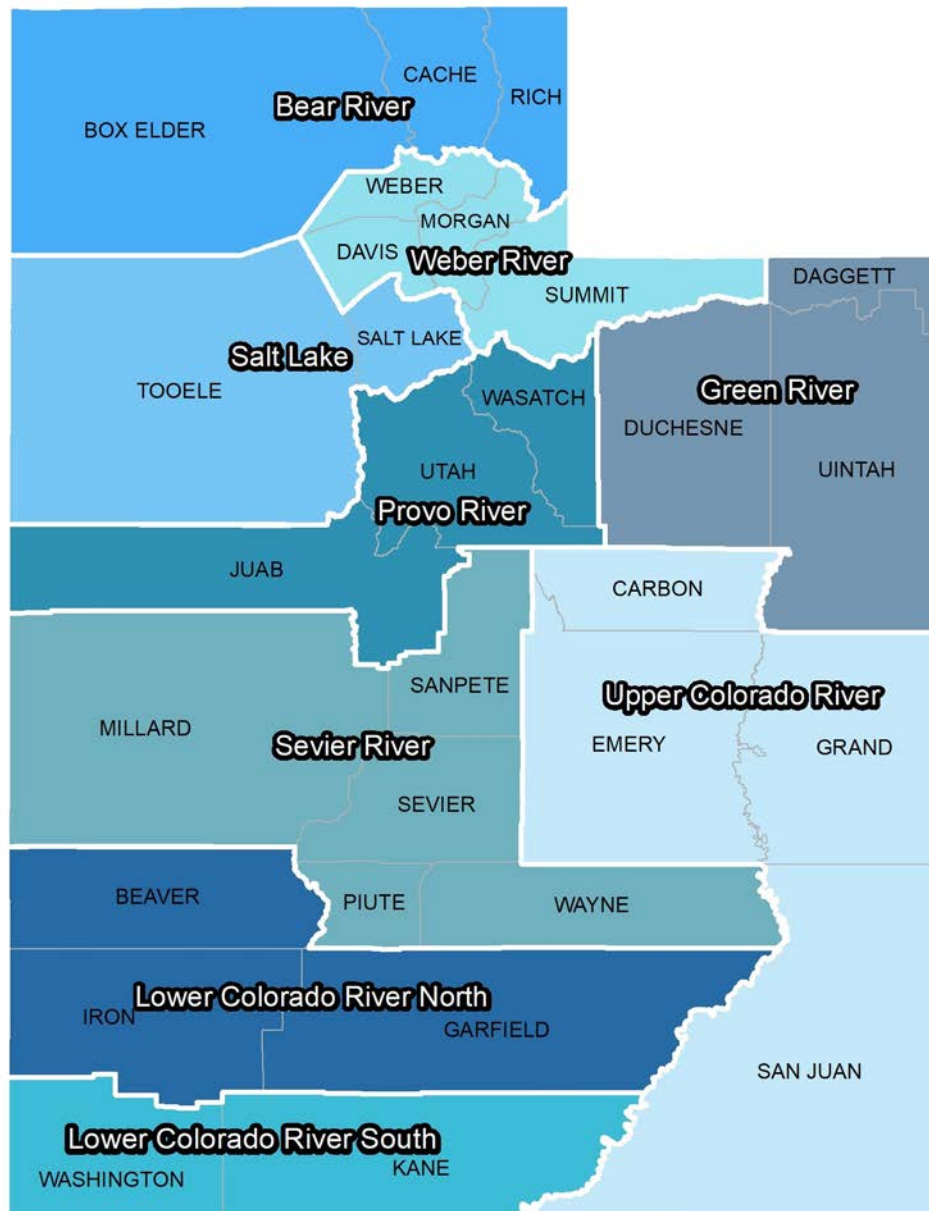 CACHE
RICH
Bear River
BOX ELDER
WEBER
MORGAN
DAVIS
Weber River
DAGGETT
SUMMIT
SALT LAKE
Salt Lake
TOOELE
WASATCH
Green River
DUCHESNE
UTAH
UINTAH
Provo River
JUAB
CARBON
SANPETE
Upper Colorado River
MILLARD
Sevier River
EMERY
GRAND
SEVIER
BEAVER
PIUTE
WAYNE
Lower Colorado River North
IRON
GARFIELD
SAN JUAN
Lower Colorado River South
KANE
WASHINGTON